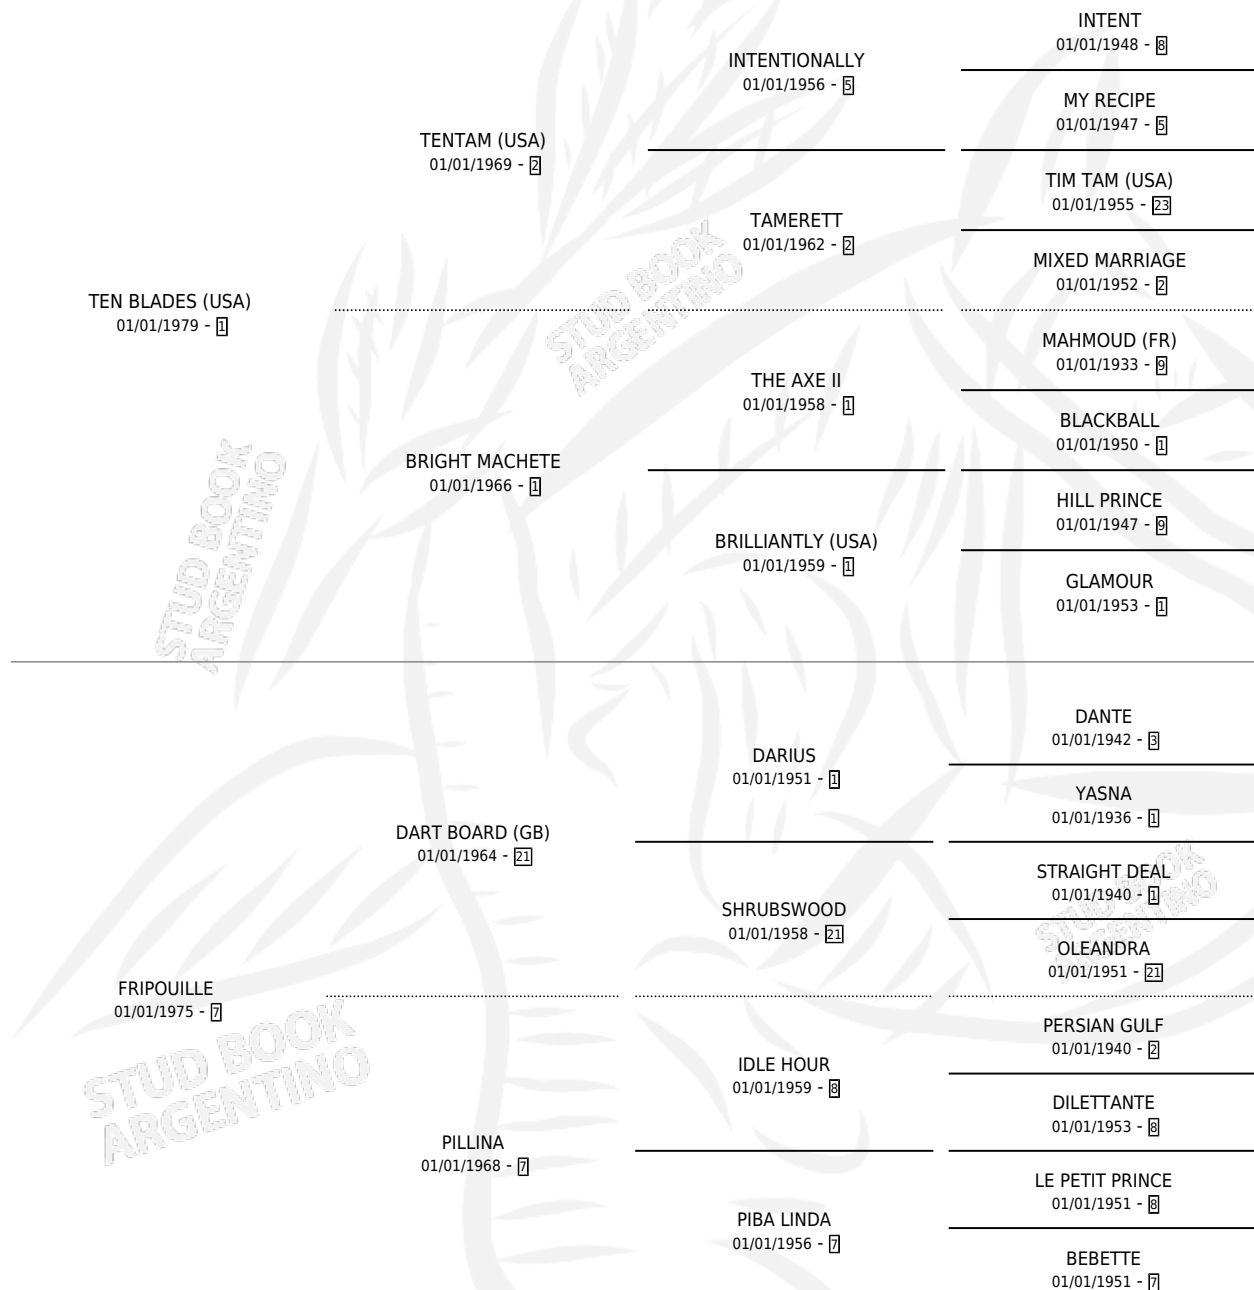 INTENT
01/01/1948 - 8
INTENTIONALLY
01/01/1956 - 5
MY RECIPE
01/01/1947 - 5
TENTAM (USA)
01/01/1969 - 2
TIM TAM (USA)
01/01/1955 - 23
TAMERETT
01/01/1962 - 2
MIXED MARRIAGE
01/01/1952 - 2
TEN BLADES (USA)
01/01/1979 - 1
MAHMOUD (FR)
01/01/1933 - 9
THE AXE II
01/01/1958 - 1
BLACKBALL
01/01/1950 - 1
BRIGHT MACHETE
01/01/1966 - 1
HILL PRINCE
01/01/1947 - 9
BRILLIANTLY (USA)
01/01/1959 - 1
GLAMOUR
01/01/1953 - 1
DANTE
01/01/1942 - 3
DARIUS
01/01/1951 - 1
YASNA
01/01/1936 - 1
DART BOARD (GB)
01/01/1964 - 21
STRAIGHT DEAL
01/01/1940 - 1
SHRUBSWOOD
01/01/1958 - 21
OLEANDRA
01/01/1951 - 21
FRIPOUILLE
01/01/1975 - 7
PERSIAN GULF
01/01/1940 - 2
IDLE HOUR
01/01/1959 - 8
DILETTANTE
01/01/1953 - 8
PILLINA
01/01/1968 - 7
LE PETIT PRINCE
01/01/1951 - 8
PIBA LINDA
01/01/1956 - 7
BEBETTE
01/01/1951 - 7
STUD BOOK
ARGENTINO
STUD BOOK
ARGENTINO
STUD BOOK
ARGENTINO
STUD BOOK
ARGENTINO